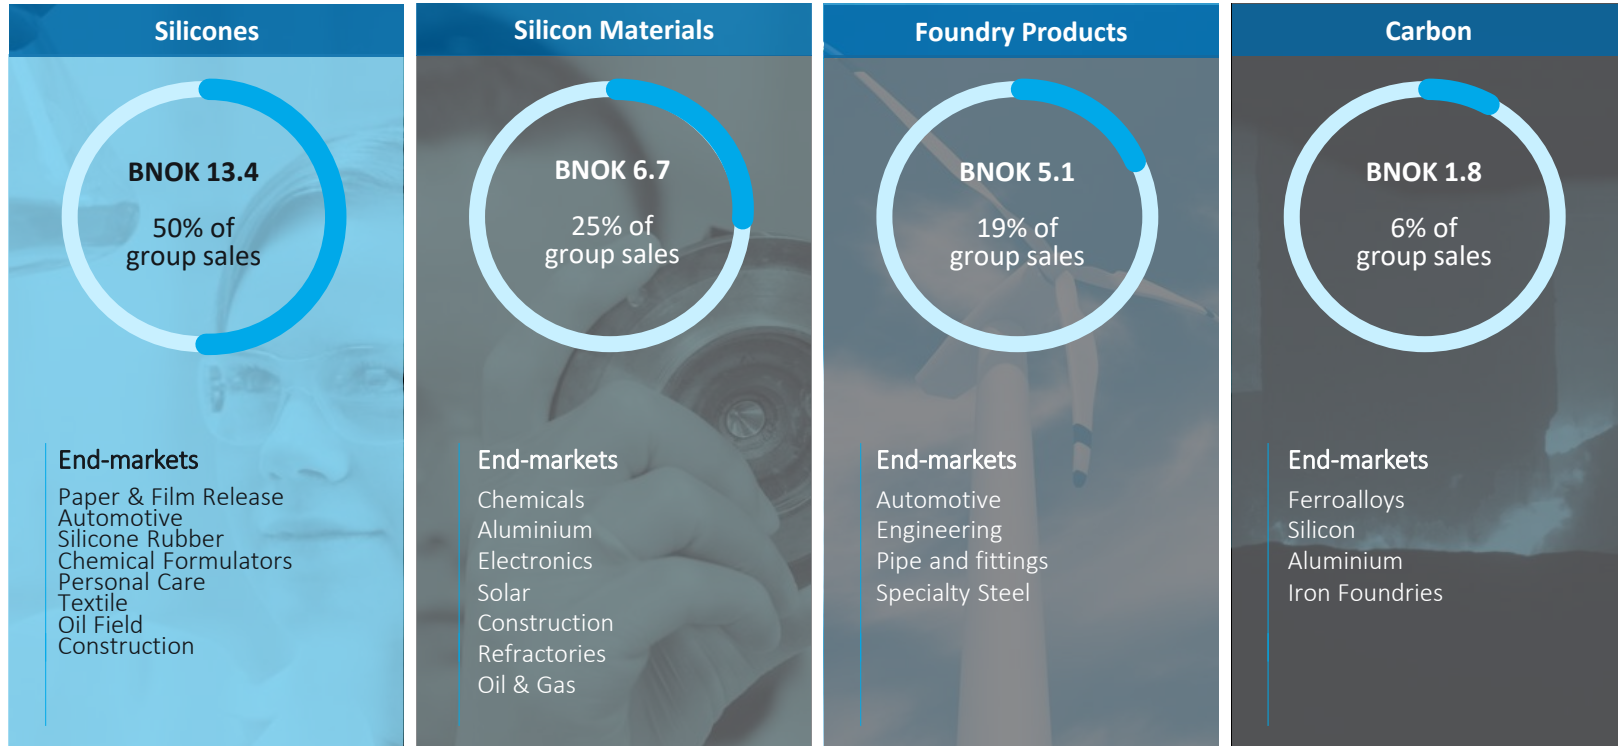 Silicones
BNOK 13.4
50% of
group sales
End-markets
Paper & Film Release
Automotive
Silicone Rubber
Chemical Formulators
Personal Care
Textile
Oil Field
Construction
Silicon Materials
BNOK 6.7
25% of
group sales
End-markets
Chemicals
Aluminium
Electronics
Solar
Construction
Refractories
Oil & Gas
Foundry Products
BNOK 5.1
19% of
group sales
End-markets
Automotive
Engineering
Pipe and fittings
Specialty Steel
Carbon
BNOK 1.8
6% of
group sales
End-markets
Ferroalloys
Silicon
Aluminium
Iron Foundries